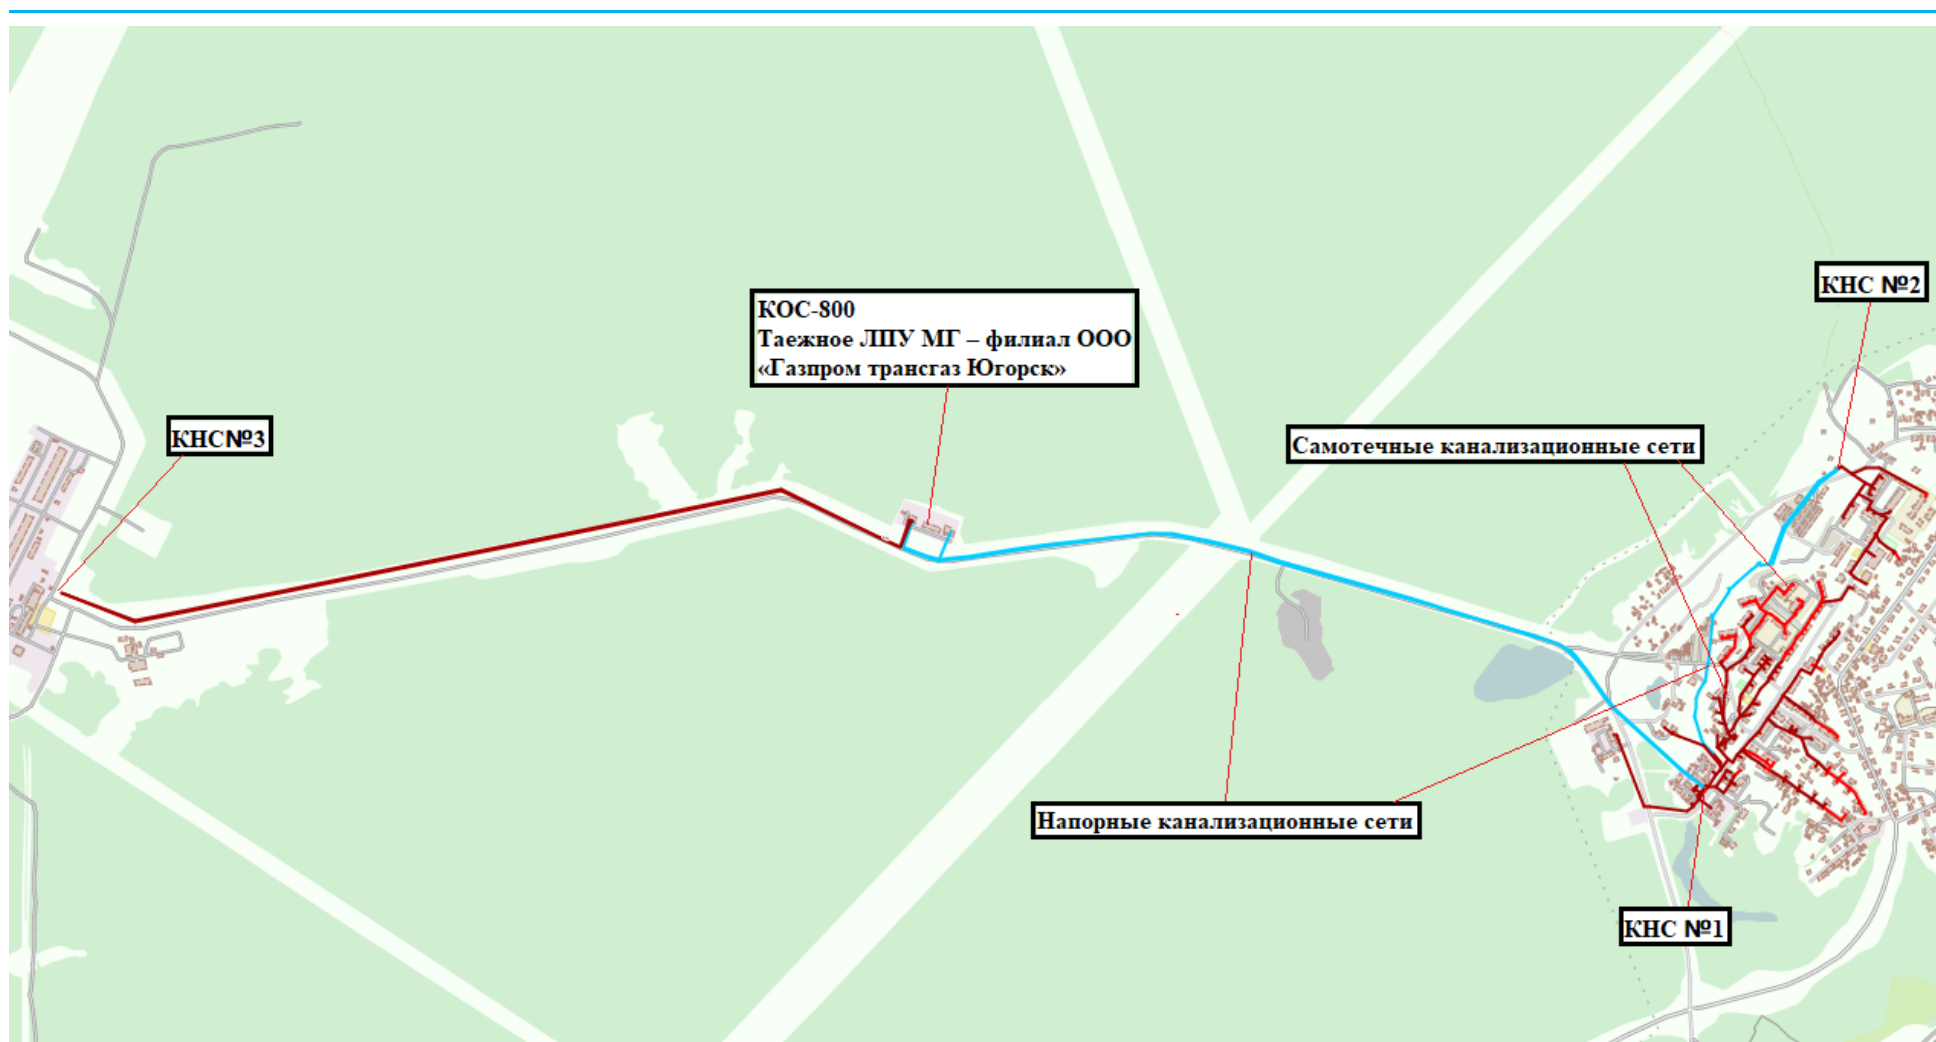 КНС №2
КОС-800
Таежное ЛПУ МГ – филиал ООО
«Газпром трансгаз Югорск»
КНС№3
Самотечные канализационные сети
Напорные канализационные сети
КНС №1